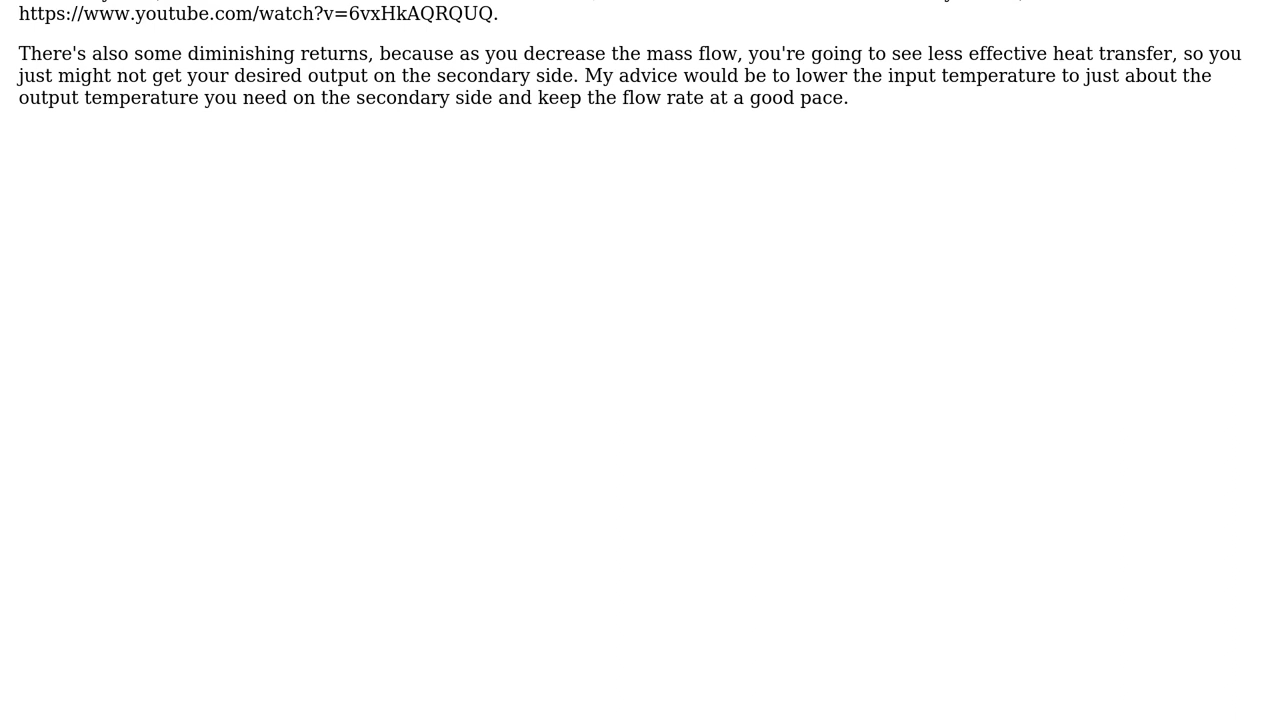 https://www.youtube.com/watch?v=6vxHkAQRQUQ.
There's also some diminishing returns, because as you decrease the mass flow, you're going to see less effective heat transfer, so you
just might not get your desired output on the secondary side. My advice would be to lower the input temperature to just about the
output temperature you need on the secondary side and keep the flow rate at a good pace.